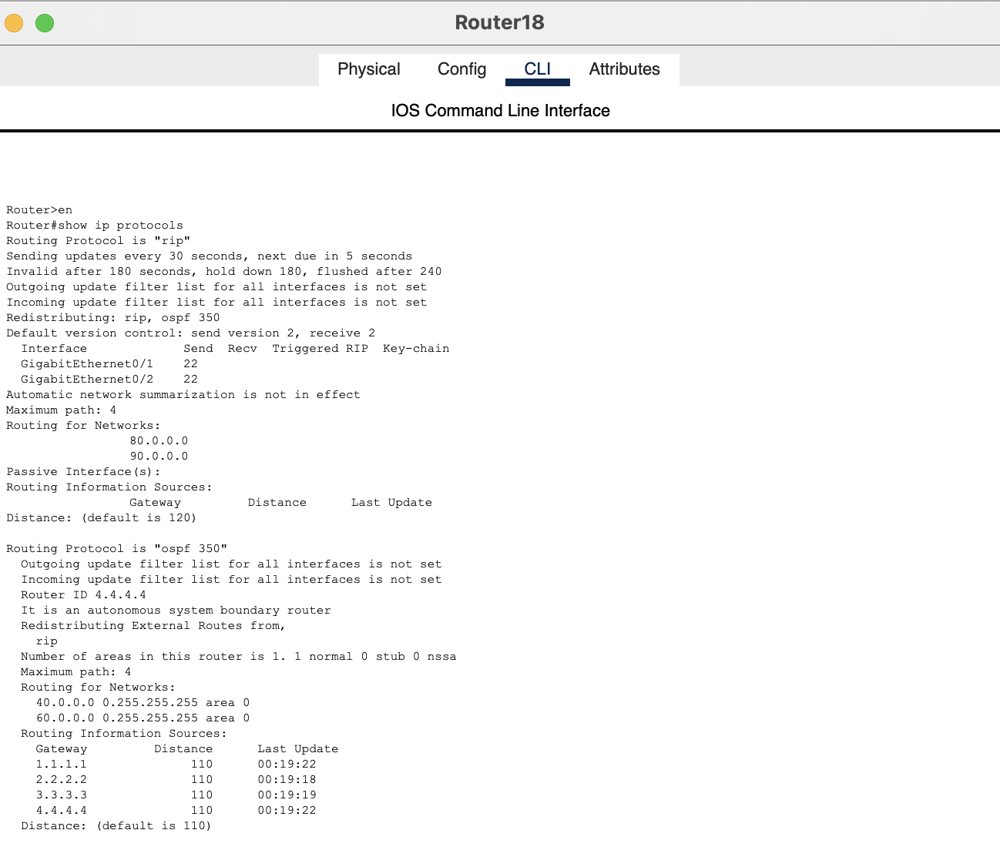 Router18
Physical Config CLI Attributes
IOS Command Line Interface
Router>en
Router#show ip protocols
Routing Protocol is "rip"
Sending updates every 30 seconds, next due in 5 seconds
Invalid after 180 seconds, hold down 180, flushed after 240
Outgoing update filter list for all interfaces is not set
Incoming update filter list for all interfaces is not set
Redistributing: rip, ospf 350
Default version control: send version 2, receive 2
  Interface             Send  Recv  Triggered RIP  Key-chain
  GigabitEthernet0/1    22
  GigabitEthernet0/2    22
Automatic network summarization is not in effect
Maximum path: 4
Routing for Networks:
80.0.0.0
90.0.0.0
Passive Interface(s):
Routing Information Sources:
Gateway         Distance      Last Update
Distance: (default is 120)
Routing Protocol is "ospf 350"
  Outgoing update filter list for all interfaces is not set
  Incoming update filter list for all interfaces is not set
  Router ID 4.4.4.4
  It is an autonomous system boundary router
  Redistributing External Routes from,
    rip
  Number of areas in this router is 1. 1 normal 0 stub 0 nssa
  Maximum path: 4
  Routing for Networks:
    40.0.0.0 0.255.255.255 area 0
    60.0.0.0 0.255.255.255 area 0
  Routing Information Sources:
    Gateway         Distance      Last Update
    1.1.1.1              110      00:19:22
    2.2.2.2              110      00:19:18
    3.3.3.3              110      00:19:19
    4.4.4.4              110      00:19:22
  Distance: (default is 110)